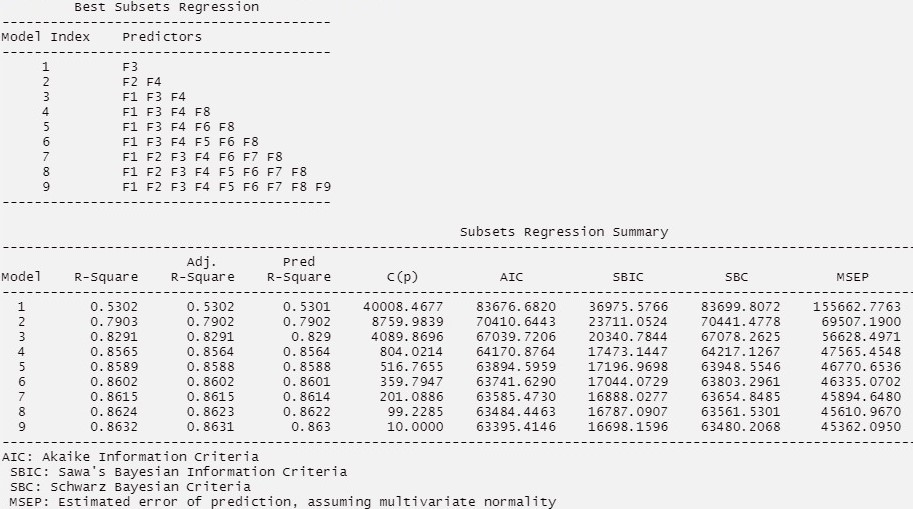 Best Subsets Regression
-----------------------------------------
Model Index    Predictors
-----------------------------------------
1    F3
2    F2 F4
3    F1 F3 F4
4    F1 F3 F4 F8
5    F1 F3 F4 F6 F8
6    F1 F3 F4 F5 F6 F8
7    F1 F2 F3 F4 F6 F7 F8
8    F1 F2 F3 F4 F5 F6 F7 F8
9    F1 F2 F3 F4 F5 F6 F7 F8 F9
-----------------------------------------
Subsets Regression Summary
Adj.    Pred
Model    R-Square    R-Square    R-Square    C(p)    AIC    SBIC    SBC    MSEP
1    0.5302    0.5302    0.5301    40008.4677    83676.6820    36975.5766    83699.8072    155662.7763
2    0.7903    0.7902    0.7902    8759.9839    70410.6443    23711.0524    70441.4778    69507.1900
3    0.8291    0.8291    0.829    4089.8696    67039.7206    20340.7844    67078.2625    56628.4971
4    0.8565    0.8564    0.8564    804.0214    64170.8764    17473.1447    64217.1267    47565.4548
5    0.8589    0.8588    0.8588    516.7655    63894.5959    17196.9698    63948.5546    46770.6536
6    0.8602    0.8602    0.8601    359.7947    63741.6290    17044.0729    63803.2961    46335.0702
7    0.8615    0.8615    0.8614    201.0886    63585.4730    16888.0277    63654.8485    45894.6480
8    0.8624    0.8623    0.8622    99.2285    63484.4463    16787.0907    63561.5301    45610.9670
9    0.8632    0.8631    0.863    10.0000    63395.4146    16698.1596    63480.2068    45362.0950
AIC: Akaike Information Criteria
SBIC: Sawa's Bayesian Information Criteria
SBC: Schwarz Bayesian Criteria
MSEP: Estimated error of prediction, assuming multivariate normality